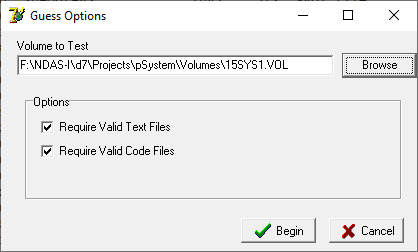 Guess Options
Volume to Test
F:\NDAS-I\d7\Projects\pSystem\Volumes\15SYS1.VOL
Browse
Options
Require Valid Text Files
Require Valid Code Files
Begin
Cancel